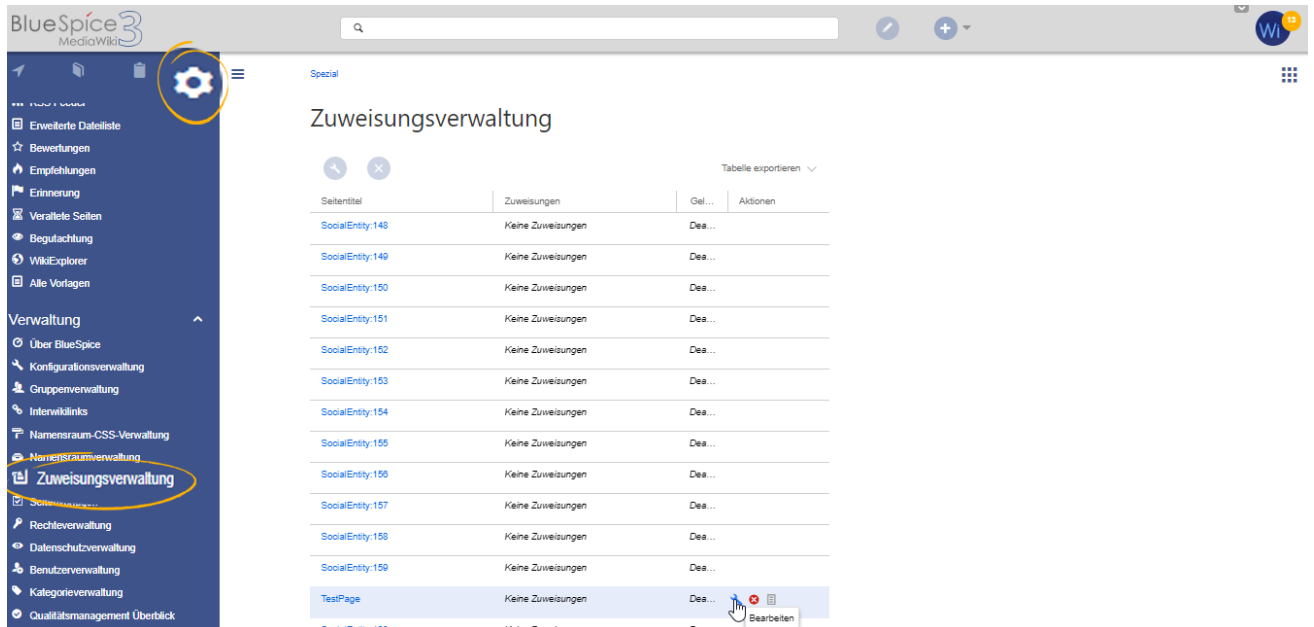 BlueSpice 3
MediaWiki
Wi
13
Spezial
Zuweisungsverwaltung
Tabelle exportieren
Seitentitel Zuweisungen Gel... Aktionen
SocialEntity:148 Keine Zuweisungen Dea...
SocialEntity:149 Keine Zuweisungen Dea...
SocialEntity:150 Keine Zuweisungen Dea...
SocialEntity:151 Keine Zuweisungen Dea...
SocialEntity:152 Keine Zuweisungen Dea...
SocialEntity:153 Keine Zuweisungen Dea...
SocialEntity:154 Keine Zuweisungen Dea...
SocialEntity:155 Keine Zuweisungen Dea...
SocialEntity:156 Keine Zuweisungen Dea...
SocialEntity:157 Keine Zuweisungen Dea...
SocialEntity:158 Keine Zuweisungen Dea...
SocialEntity:159 Keine Zuweisungen Dea...
TestPage Keine Zuweisungen Dea...
Bearbeiten
Erweiterte Dateiliste
Bewertungen
Empfehlungen
Erinnerung
Veraltete Seiten
Begutachtung
WikiExplorer
Alle Vorlagen
Verwaltung
Über BlueSpice
Konfigurationsverwaltung
Gruppenverwaltung
Interwikilinks
Namensraum-CSS-Verwaltung
Namensraumverwaltung
Zuweisungsverwaltung
Rechteverwaltung
Datenschutzverwaltung
Benutzerverwaltung
Kategorieverwaltung
Qualitätsmanagement Überblick